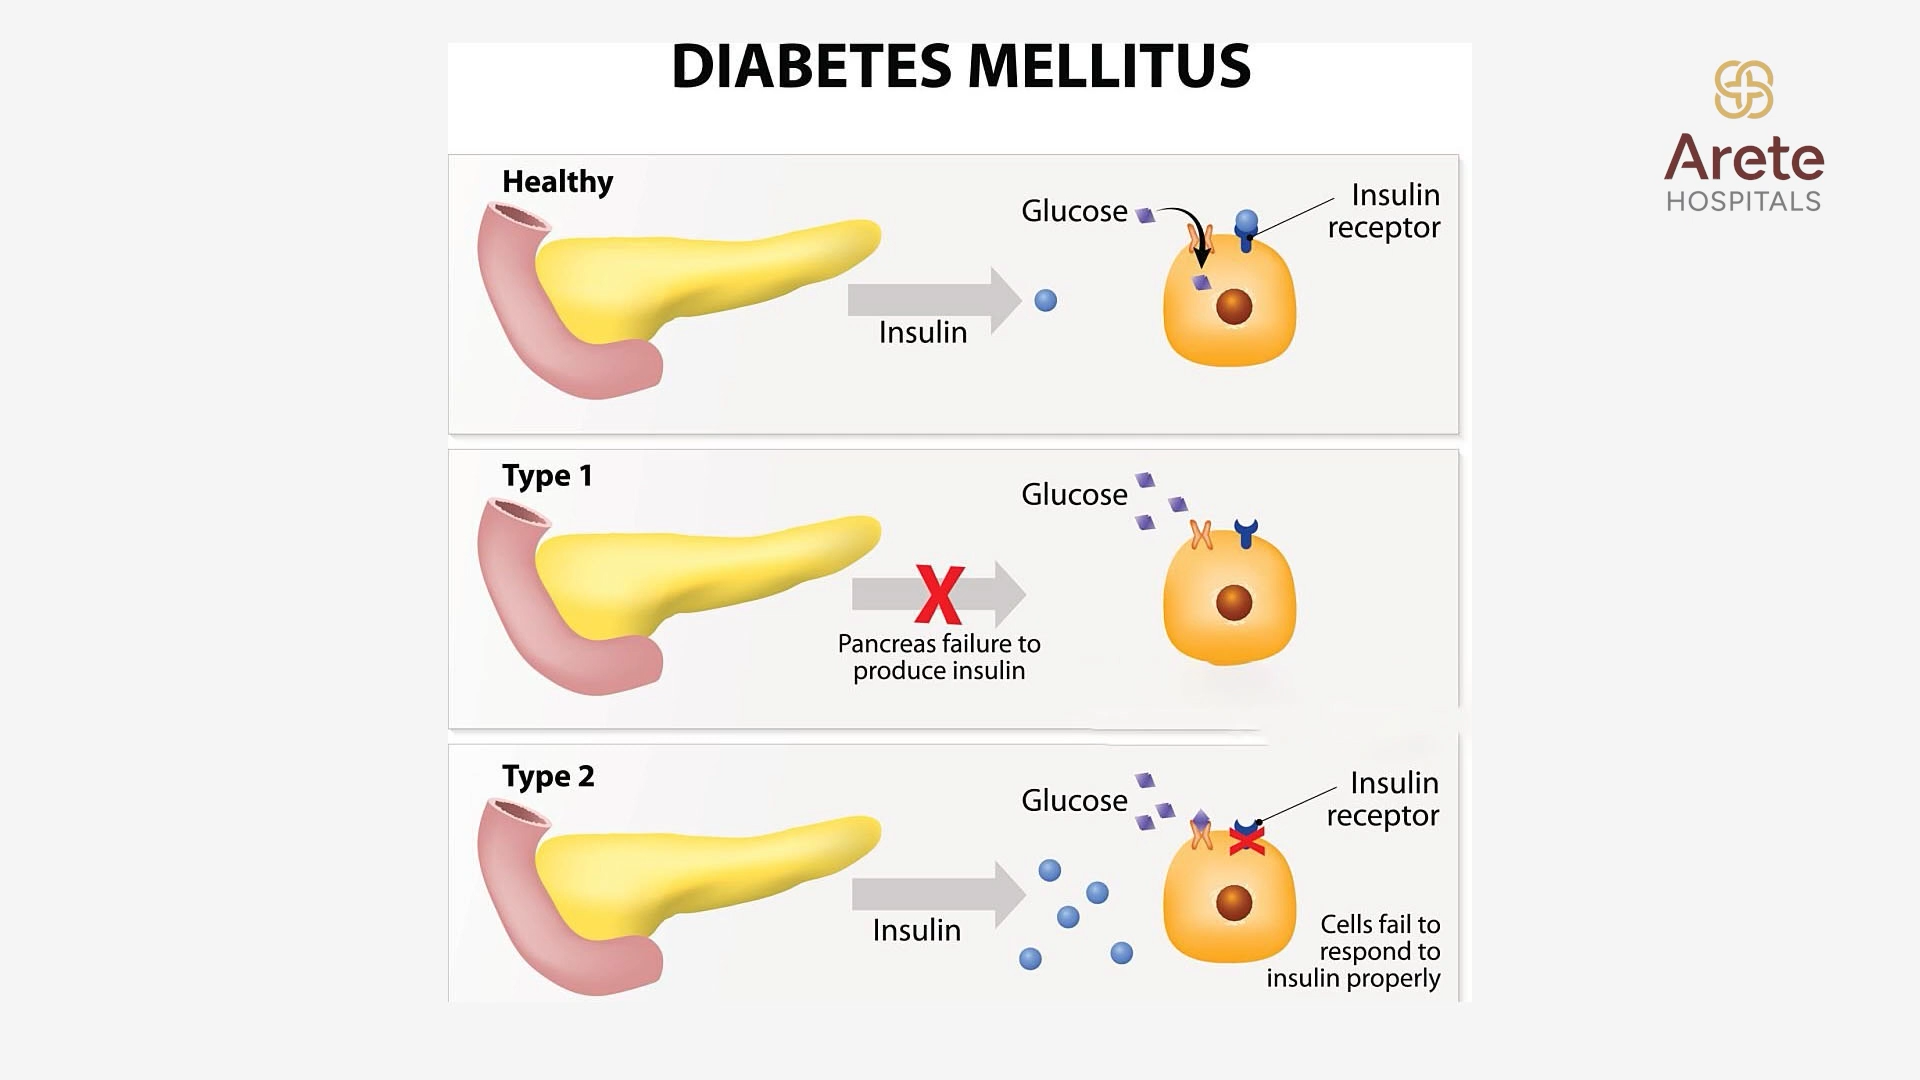 DIABETES MELLITUS
Arete
HOSPITALS
Healthy
Glucose
Insulin
receptor
Insulin
Type 1
Glucose
X
Pancreas failure to
produce insulin
Type 2
Glucose
Insulin
receptor
Insulin
Cells fail to
respond to
insulin properly